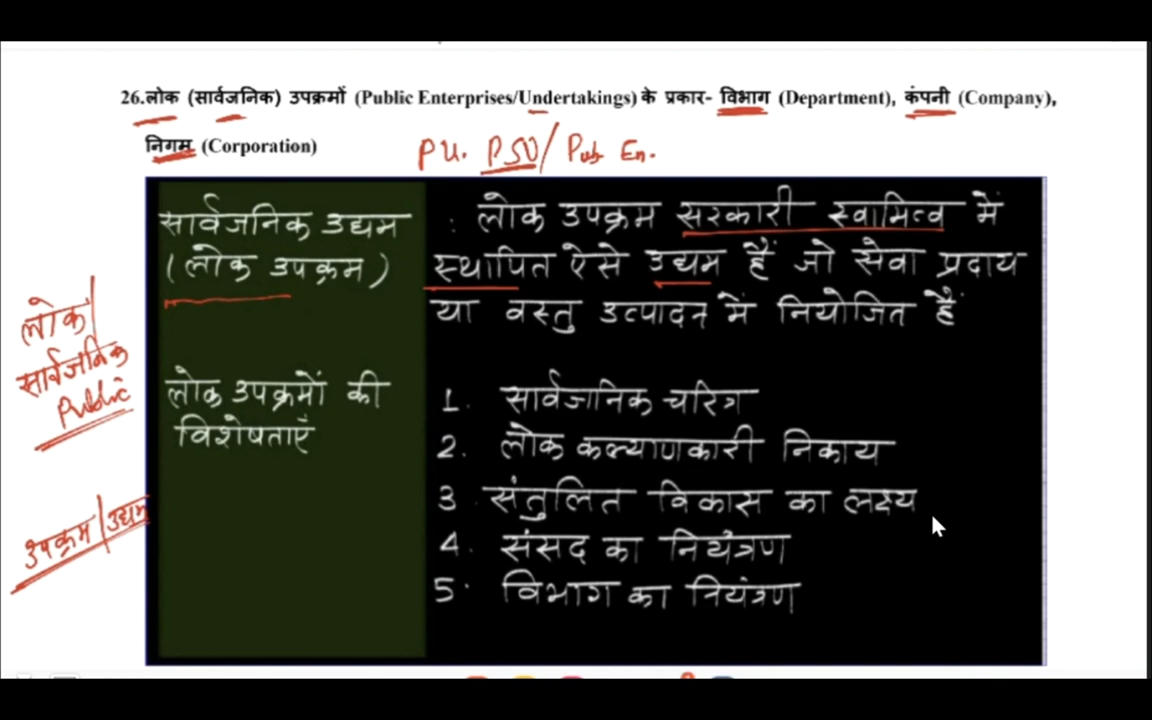 26.लोक (सार्वजनिक) उपक्रमों (Public Enterprises/Undertakings) के प्रकार- विभाग (Department), कंपनी (Company),
निगम (Corporation)
PU. PSU/ Pub En.
सार्वजनिक उद्यम
(लोक उपक्रम)
: लोक उपक्रम सरकारी स्वामित्व में
स्थापित ऐसे उद्यम हैं जो सेवा प्रदाय
या वस्तु उत्पादन में नियोजित हैं
लोक/
सार्वजनिक
Public
लोक उपक्रमों की
विशेषताएँ
1. सार्वजनिक चरित्र
2. लोक कल्याणकारी निकाय
3 संतुलित विकास का लक्ष्य
4. संसद का नियंत्रण
5. विभाग का नियंत्रण
उपक्रम/उद्यम